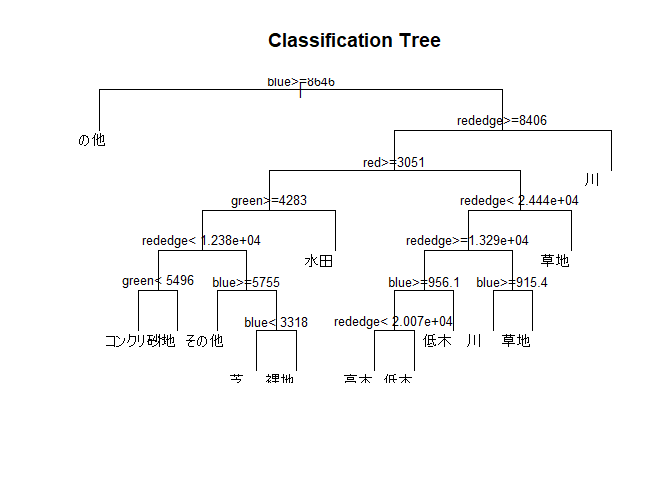 Classification Tree
blue>=8646
の他
rededge>=8406
川
red>=3051
green>=4283
rededge< 2.444e+04
rededge< 1.238e+04
水田
rededge>=1.329e+04
草地
green< 5496
blue>=5755
blue>=956.1
blue>=915.4
コンクリ
砂地
その他
blue< 3318
rededge< 2.007e+04
低木
川
草地
芝
裸地
高木
低木